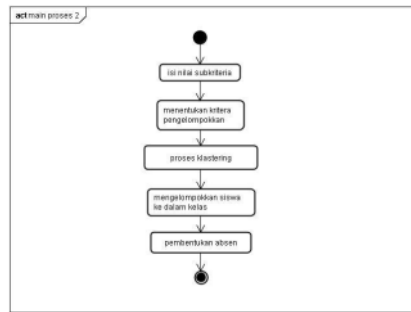 act main proses 2
isi nilai subkriteria
menentukan kritera
pengelompokkan
proses klastering
mengelompokkan siswa
ke dalam kelas
pembentukan absen